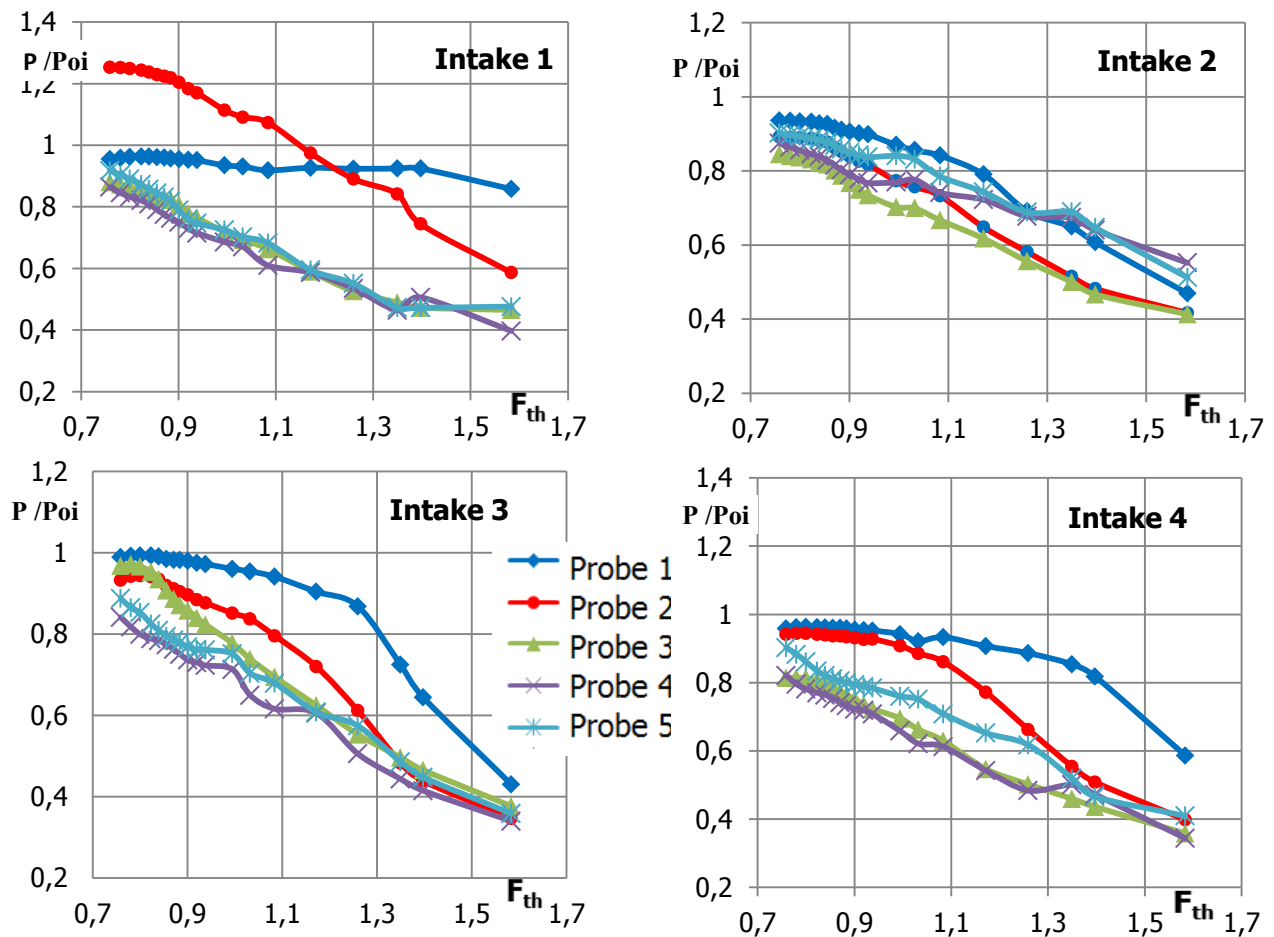 1,4
P /Poi
Intake 1
1,2
1
0,8
0,6
0,4
0,2
F th
0,7 0,9 1,1 1,3 1,5 1,7
1,2
P /Poi
Intake 2
1
0,8
0,6
0,4
0,2
F th
0,7 0,9 1,1 1,3 1,5 1,7
1,2
P /Poi
Intake 3
1
0,8
0,6
0,4
0,2
F th
0,7 0,9 1,1 1,3 1,5 1,7
Probe 1
Probe 2
Probe 3
Probe 4
Probe 5
1,4
P /Poi
Intake 4
1,2
1
0,8
0,6
0,4
0,2
F th
0,7 0,9 1,1 1,3 1,5 1,7